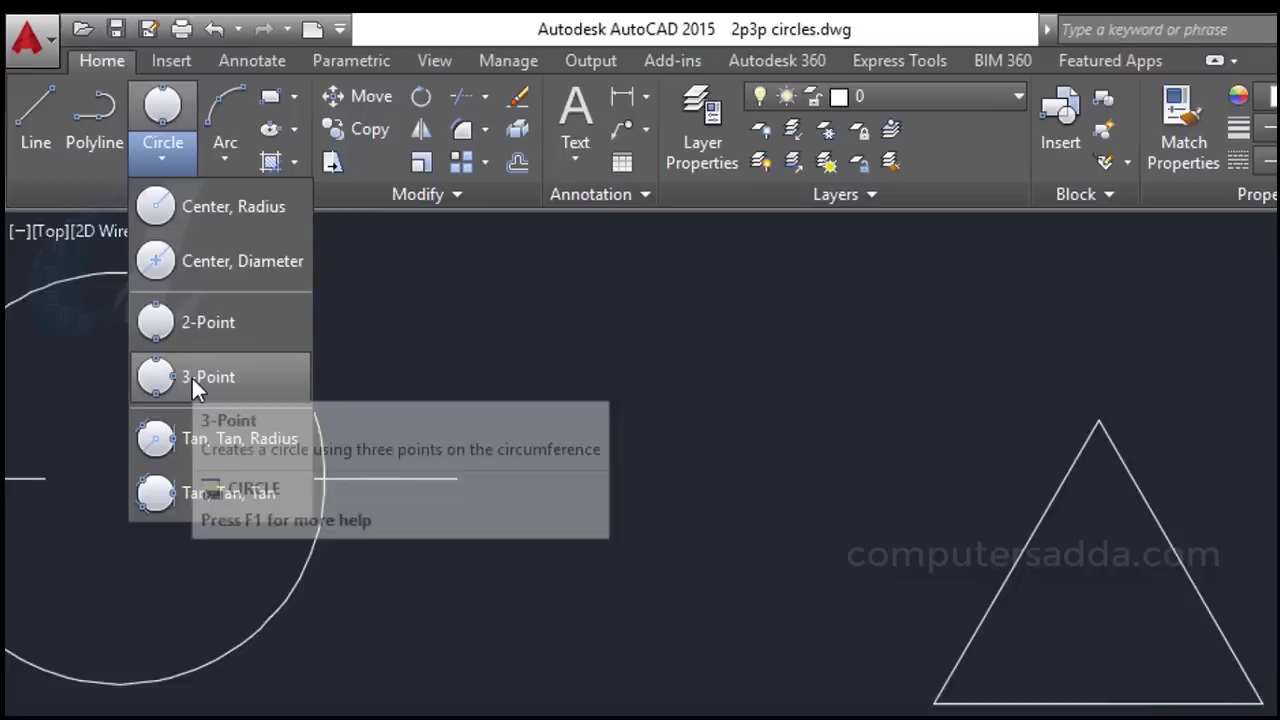 Autodesk AutoCAD 2015 2p3p circles.dwg
Type a keyword or phrase
Home Insert Annotate Parametric View Manage Output Add-ins Autodesk 360 Express Tools BIM 360 Featured Apps
Move
Copy
0
Line Polyline Circle Arc
Text
Layer
Properties
Insert
Match
Properties
Modify Annotation Layers Block Prope
[−][Top][2D Wire
Center, Radius
Center, Diameter
2-Point
3-Point
3-Point
Tan, Tan, Radius
Creates a circle using three points on the circumference
CIRCLE
Tan, Tan, Tan
Press F1 for more help
computersadda.com